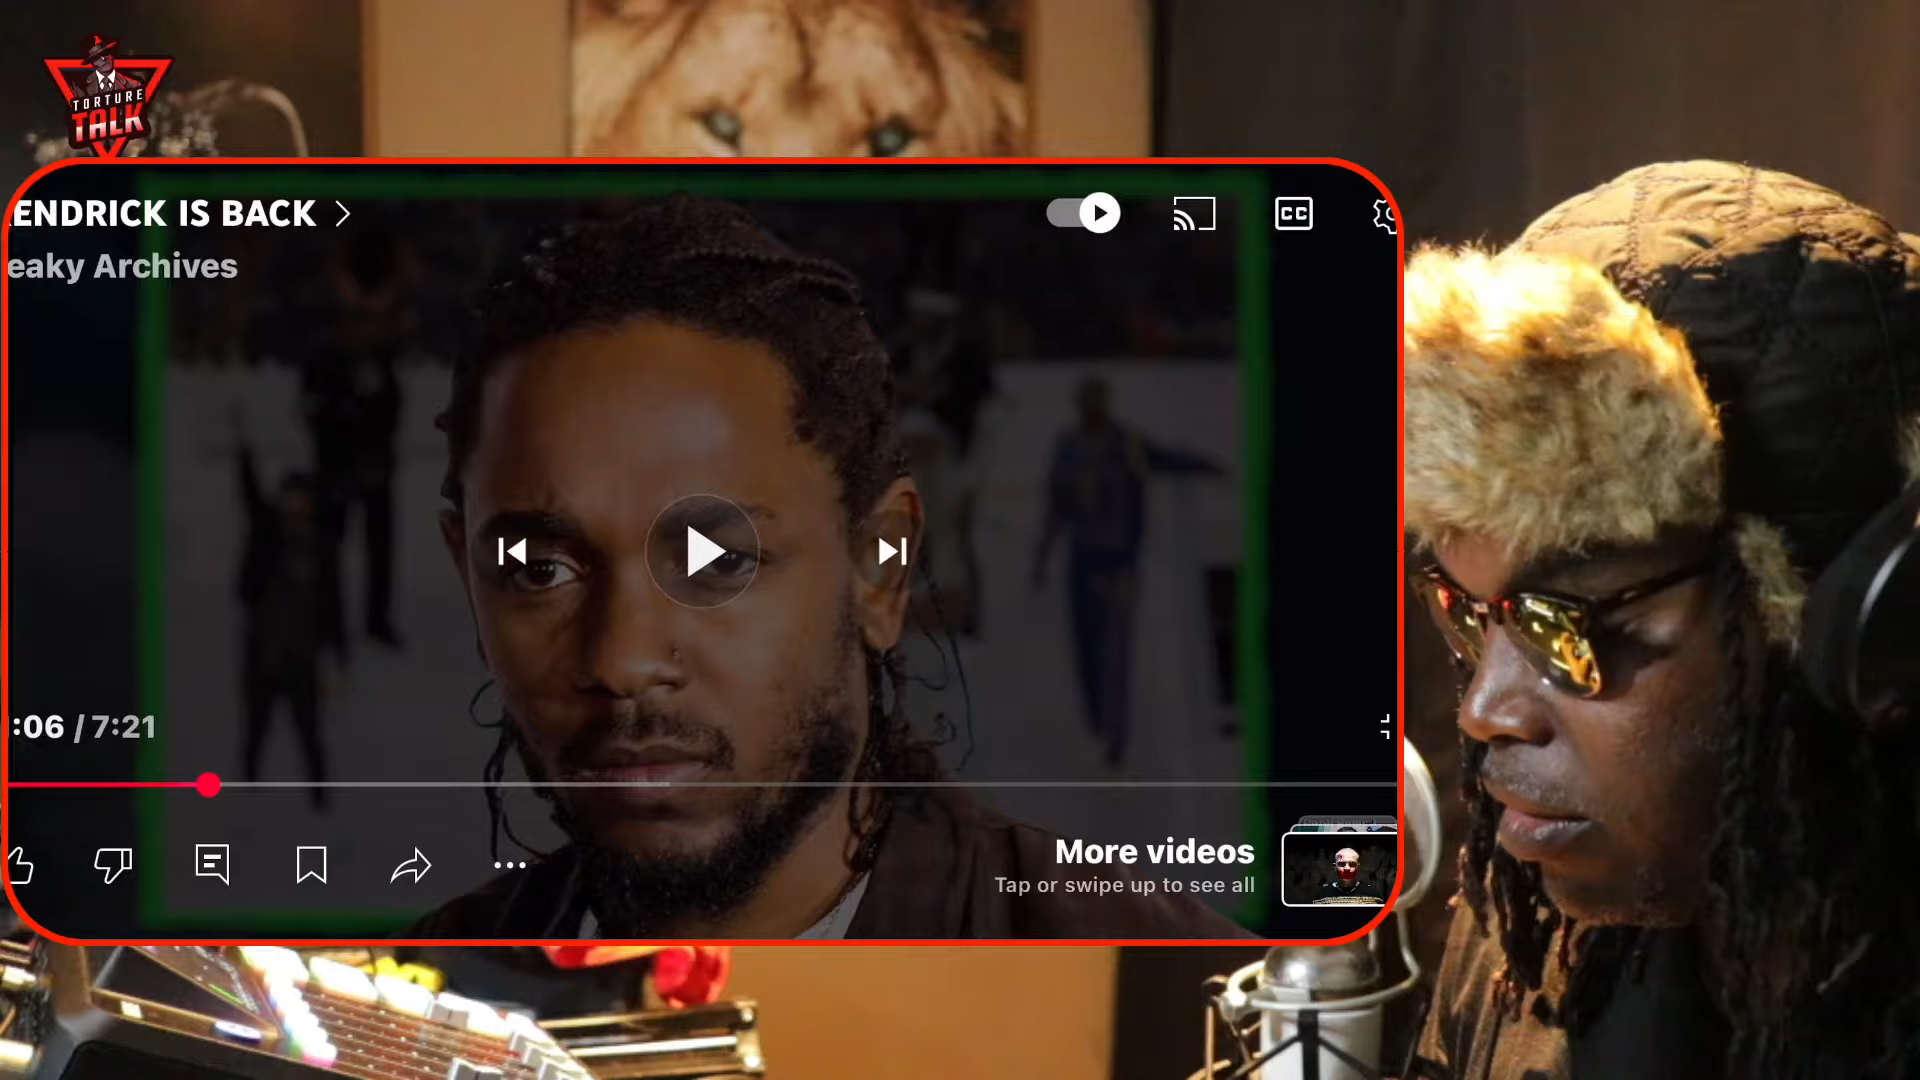 TORTURE
TALK
ENDRICK IS BACK
eaky Archives
CC
:06 / 7:21
More videos
Tap or swipe up to see all